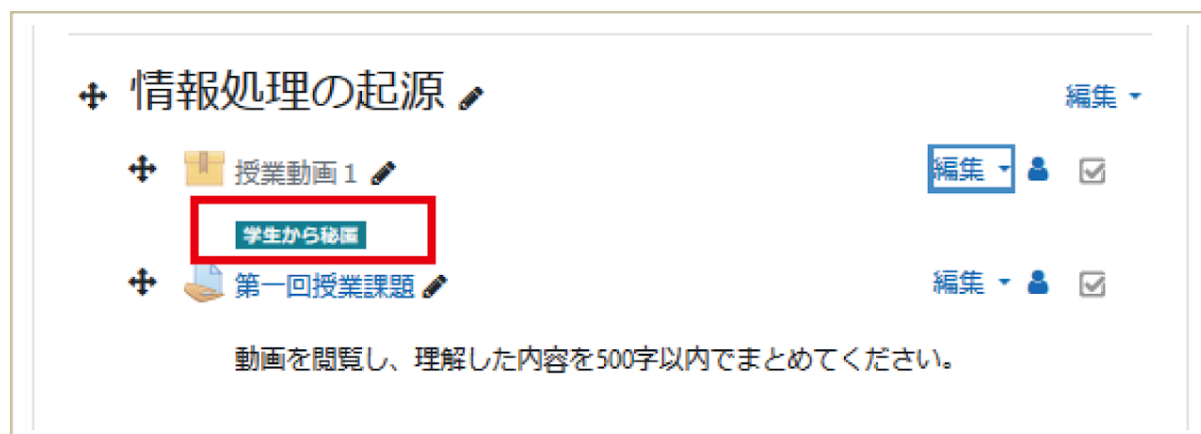 情報処理の起源
編集
授業動画1
編集
学生から秘匿
第一回授業課題
編集
動画を閲覧し、理解した内容を500字以内でまとめてください。